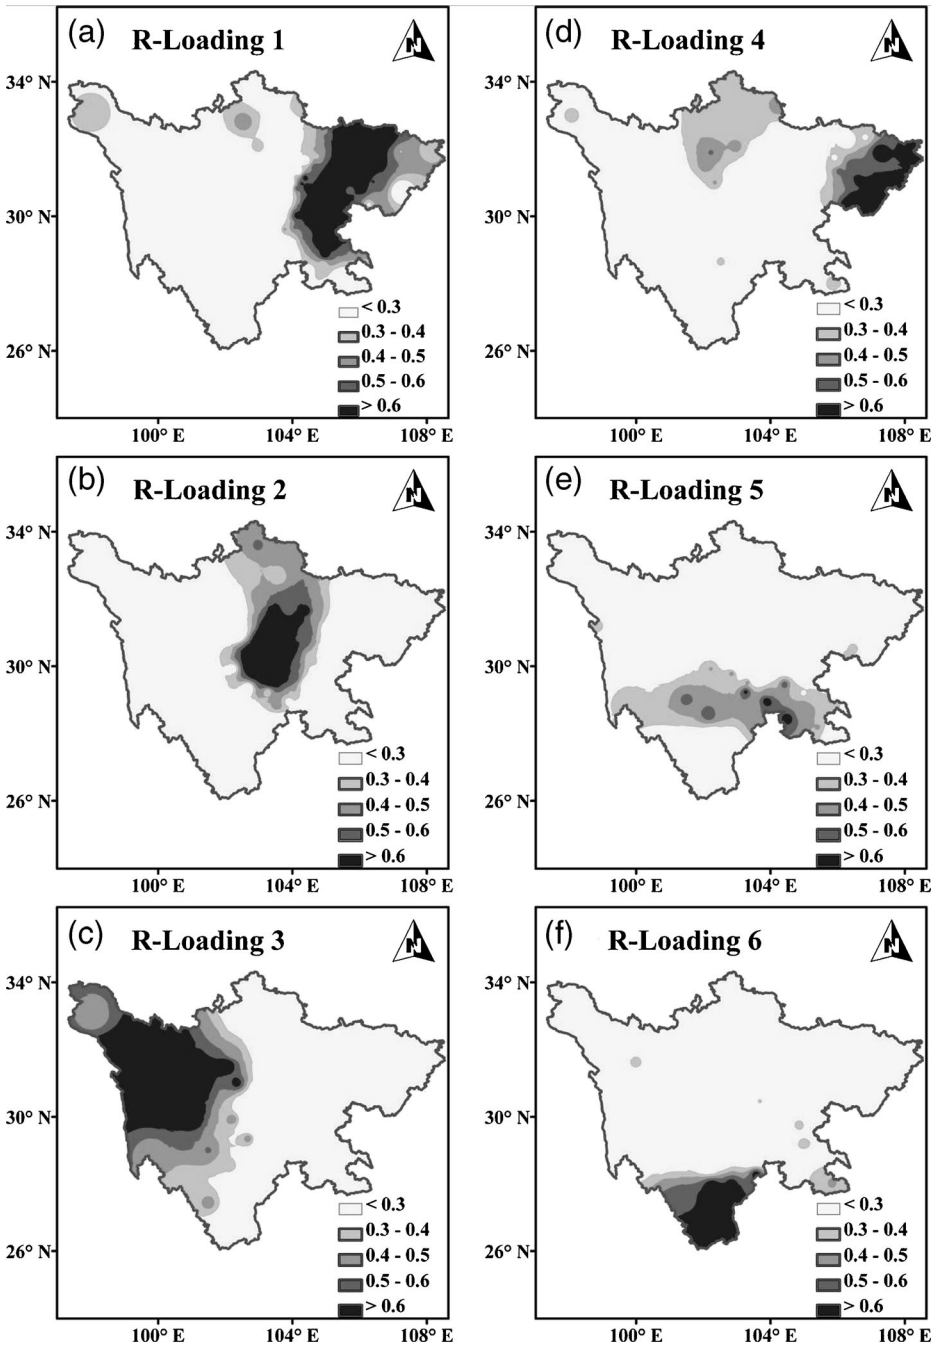 (a) R-Loading 1
N
34° N
30° N
26° N
< 0.3
0.3 - 0.4
0.4 - 0.5
0.5 - 0.6
> 0.6
100° E 104° E 108° E
(d) R-Loading 4
N
34° N
30° N
26° N
< 0.3
0.3 - 0.4
0.4 - 0.5
0.5 - 0.6
> 0.6
100° E 104° E 108° E
(b) R-Loading 2
N
34° N
30° N
26° N
< 0.3
0.3 - 0.4
0.4 - 0.5
0.5 - 0.6
> 0.6
100° E 104° E 108° E
(e) R-Loading 5
N
34° N
30° N
26° N
< 0.3
0.3 - 0.4
0.4 - 0.5
0.5 - 0.6
> 0.6
100° E 104° E 108° E
(c) R-Loading 3
N
34° N
30° N
26° N
< 0.3
0.3 - 0.4
0.4 - 0.5
0.5 - 0.6
> 0.6
100° E 104° E 108° E
(f) R-Loading 6
N
34° N
30° N
26° N
< 0.3
0.3 - 0.4
0.4 - 0.5
0.5 - 0.6
> 0.6
100° E 104° E 108° E